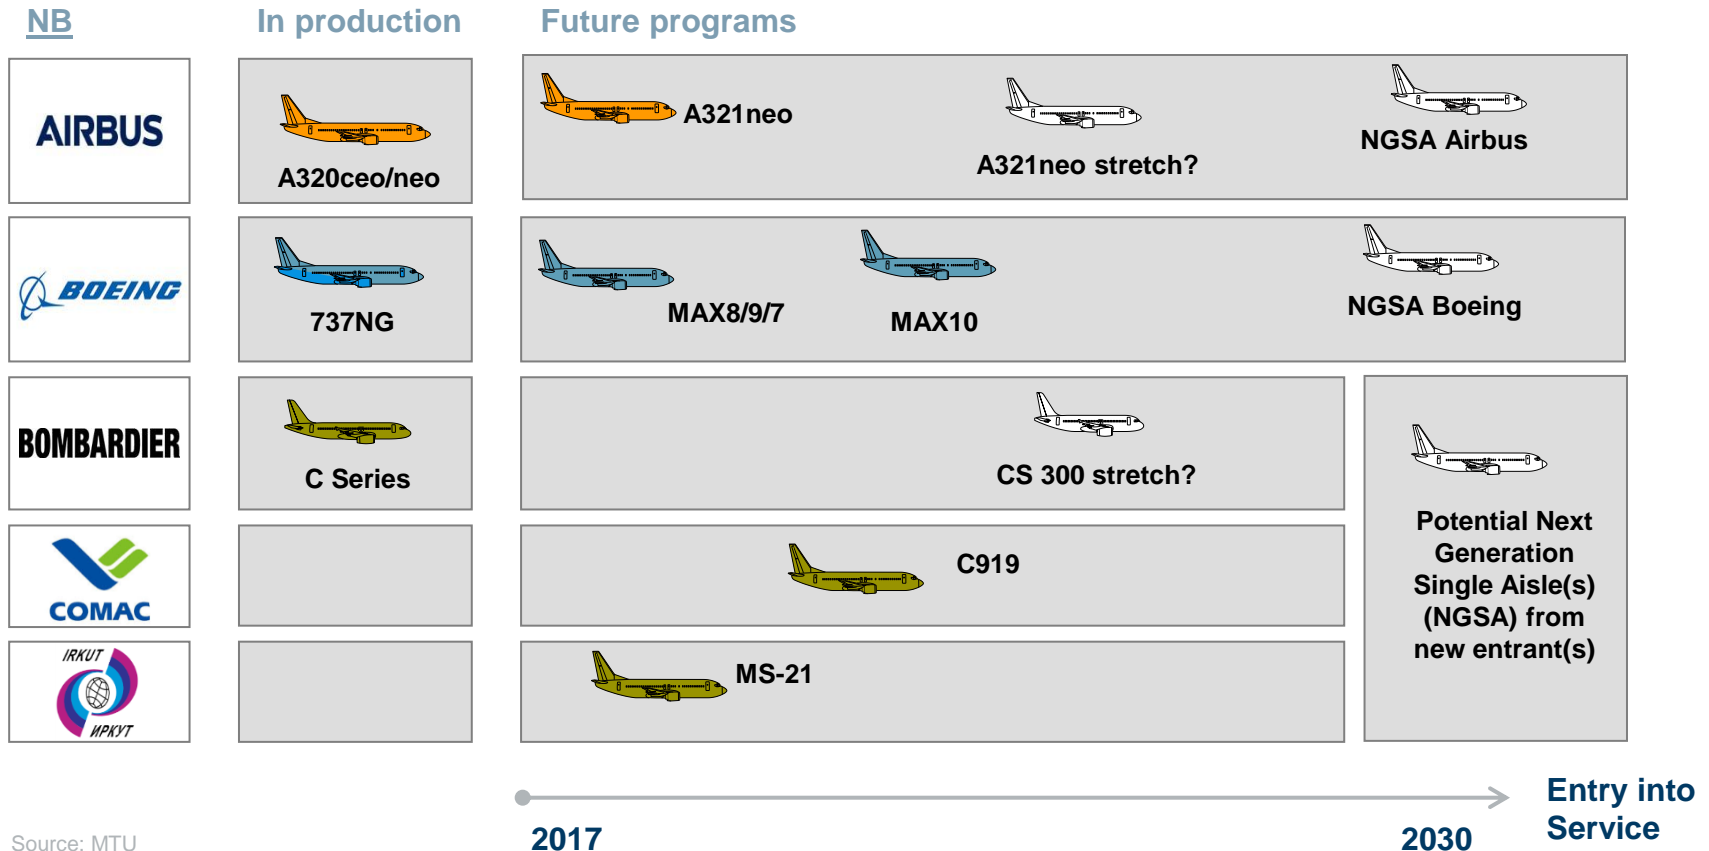 NB In production Future programs
AIRBUS
A320ceo/neo
A321neo
A321neo stretch?
NGSA Airbus
BOEING
737NG
MAX8/9/7
MAX10
NGSA Boeing
BOMBARDIER
C Series
CS 300 stretch?
COMAC
C919
IRKUT
ИРКУТ
MS-21
Potential Next
Generation
Single Aisle(s)
(NGSA) from
new entrant(s)
2017
2030
Entry into
Service
Source: MTU